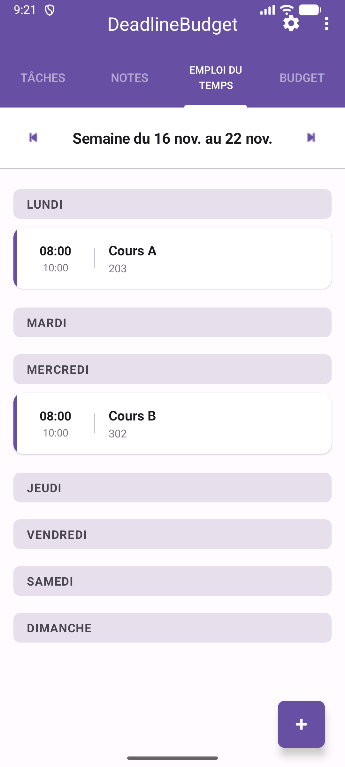 9:21
DeadlineBudget
TÂCHES
NOTES
EMPLOI DU
TEMPS
BUDGET
Semaine du 16 nov. au 22 nov.
LUNDI
08:00
Cours A
10:00
203
MARDI
MERCREDI
08:00
Cours B
10:00
302
JEUDI
VENDREDI
SAMEDI
DIMANCHE
+